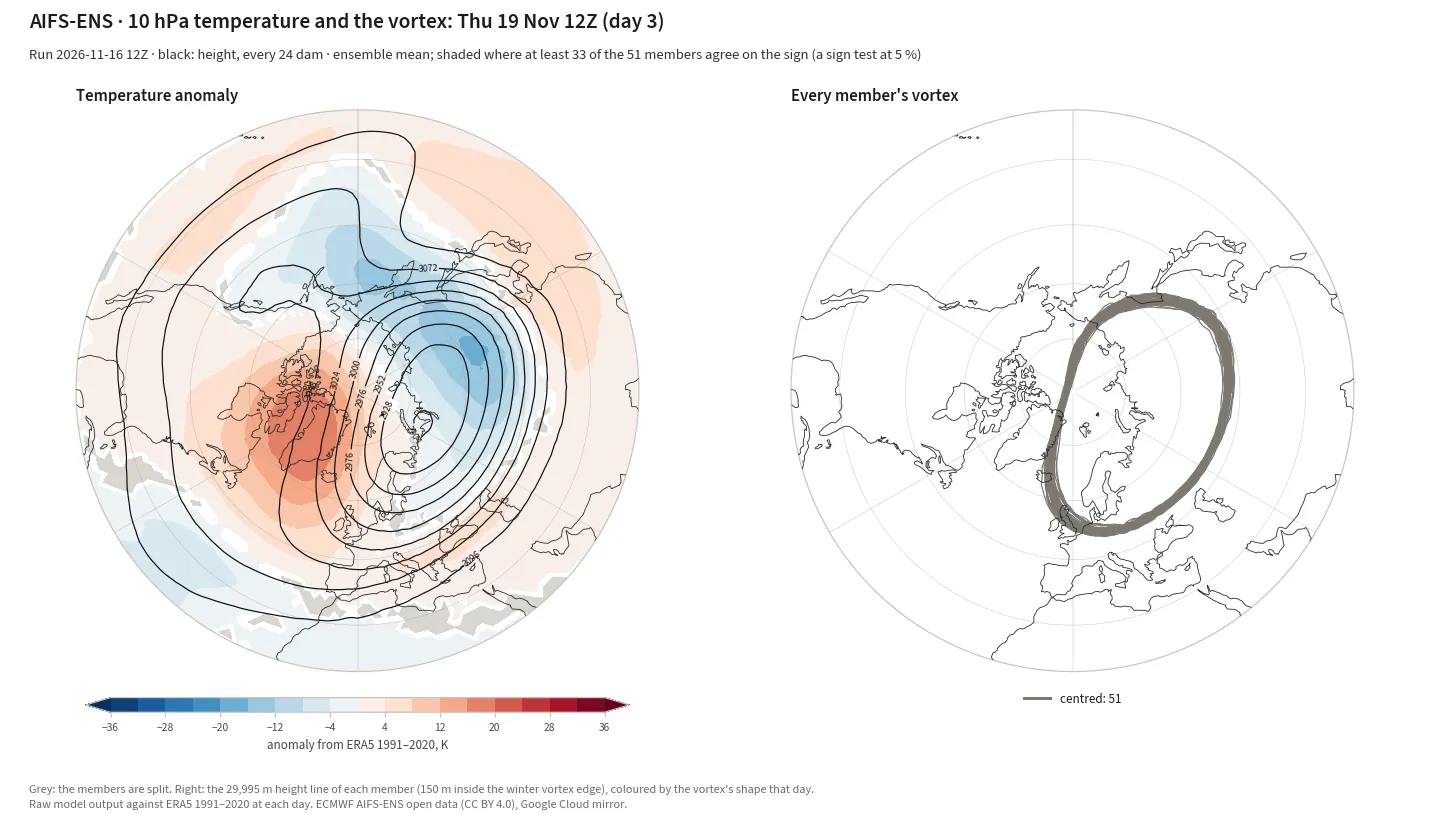 AIFS-ENS · 10 hPa temperature and the vortex: Thu 19 Nov 12Z (day 3)
Run 2026-11-16 12Z · black: height, every 24 dam · ensemble mean; shaded where at least 33 of the 51 members agree on the sign (a sign test at 5 %)
Temperature anomaly
Every member's vortex
3072
3024
3000
2976
2952
2928
2976
3096
−36 −28 −20 −12 −4 4 12 20 28 36
anomaly from ERA5 1991–2020, K
centred: 51
Grey: the members are split. Right: the 29,995 m height line of each member (150 m inside the winter vortex edge), coloured by the vortex's shape that day.
Raw model output against ERA5 1991–2020 at each day. ECMWF AIFS-ENS open data (CC BY 4.0), Google Cloud mirror.